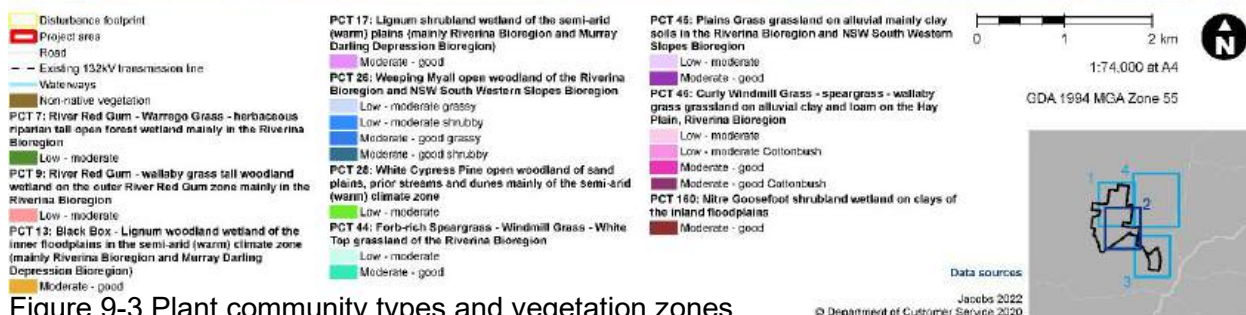 Disturbance footprint
Project area
Road
Existing 132kV transmission line
Waterways
Non-native vegetation
PCT 7: River Red Gum - Warrego Grass - herbaceous
riparian tall open forest wetland mainly in the Riverina
Bioregion
Low - moderate
PCT 9: River Red Gum - wallaby grass tall woodland
wetland on the outer River Red Gum zone mainly in the
Riverina Bioregion
Low - moderate
PCT 13: Black Box - Lignum woodland wetland of the
inner floodplains in the semi-arid (warm) climate zone
(mainly Riverina Bioregion and Murray Darling
Depression Bioregion)
Moderate - good
PCT 17: Lignum shrubland wetland of the semi-arid
(warm) plains (mainly Riverina Bioregion and Murray
Darling Depression Bioregion)
Moderate - good
PCT 26: Weeping Myall open woodland of the Riverina
Bioregion and NSW South Western Slopes Bioregion
Low - moderate grassy
Low - moderate shrubby
Moderate - good grassy
Moderate - good shrubby
PCT 28: White Cypress Pine open woodland of sand
plains, prior streams and dunes mainly of the semi-arid
(warm) climate zone
Low - moderate
PCT 44: Forb-rich Speargrass - Windmill Grass - White
Top grassland of the Riverina Bioregion
Low - moderate
Moderate - good
PCT 45: Plains Grass grassland on alluvial mainly clay
soils in the Riverina Bioregion and NSW South Western
Slopes Bioregion
Low - moderate
Moderate - good
PCT 46: Curly Windmill Grass - speargrass - wallaby
grass grassland on alluvial clay and loam on the Hay
Plain, Riverina Bioregion
Low - moderate
Low - moderate Cottonbush
Moderate - good
Moderate - good Cottonbush
PCT 160: Nitre Goosefoot shrubland wetland on clays of
the inland floodplains
Moderate - good
0 1 2 km
N
1:74,000 at A4
GDA 1994 MGA Zone 55
1
4
2
3
Data sources
Jacobs 2022
© Department of Customer Service 2020
Figure 9-3 Plant community types and vegetation zones